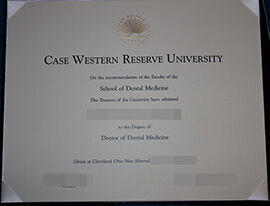 CASE WESTERN RESERVE UNIVERSITY
On the recommendation of the Faculty of the
School of Dental Medicine
The Trustees of the University have admitted
to the Degree of
Doctor of Dental Medicine
Given at Cleveland Ohio May